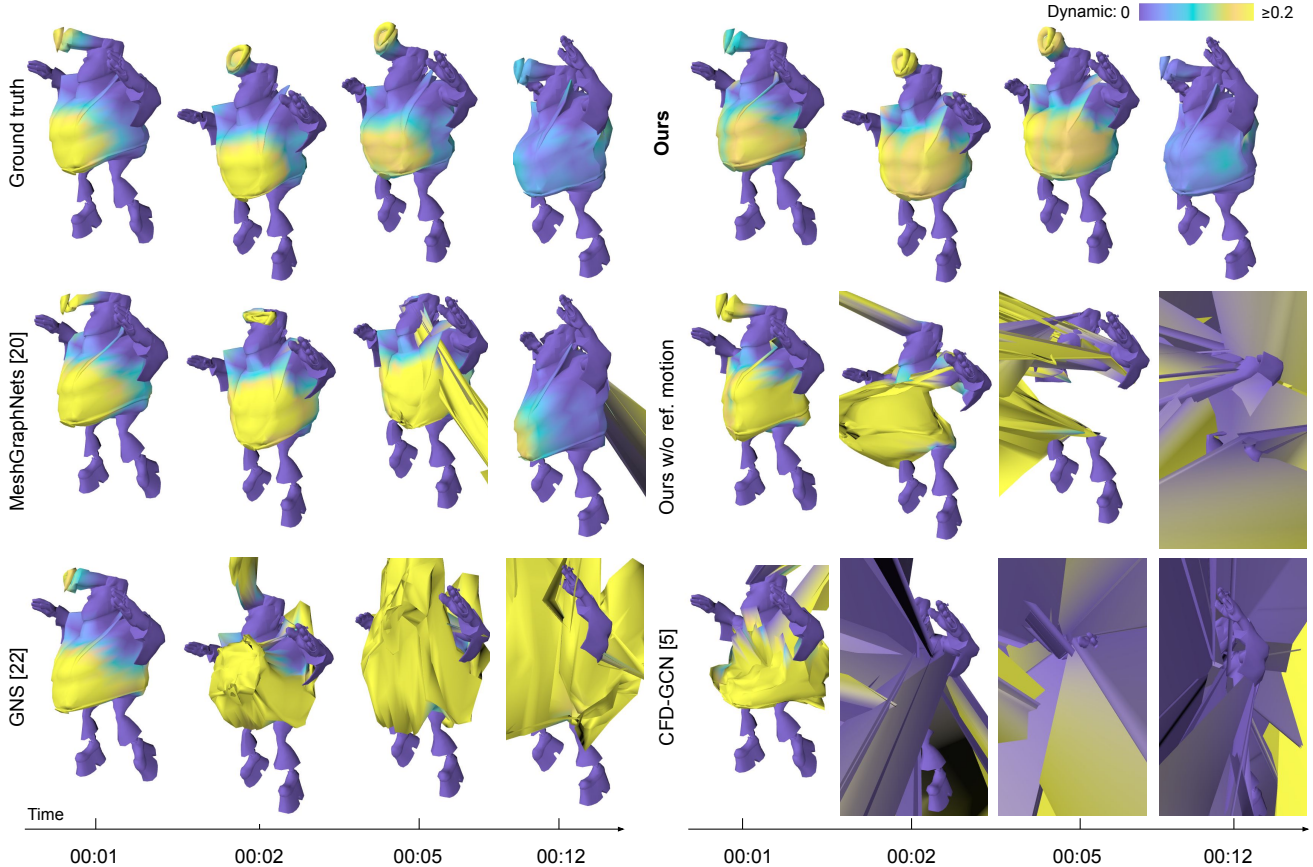 Dynamic: 0 ≥0.2
Ground truth
Ours
MeshGraphNets [20]
Ours w/o ref. motion
GNS [22]
CFD-GCN [5]
Time
00:01 00:02 00:05 00:12 00:01 00:02 00:05 00:12